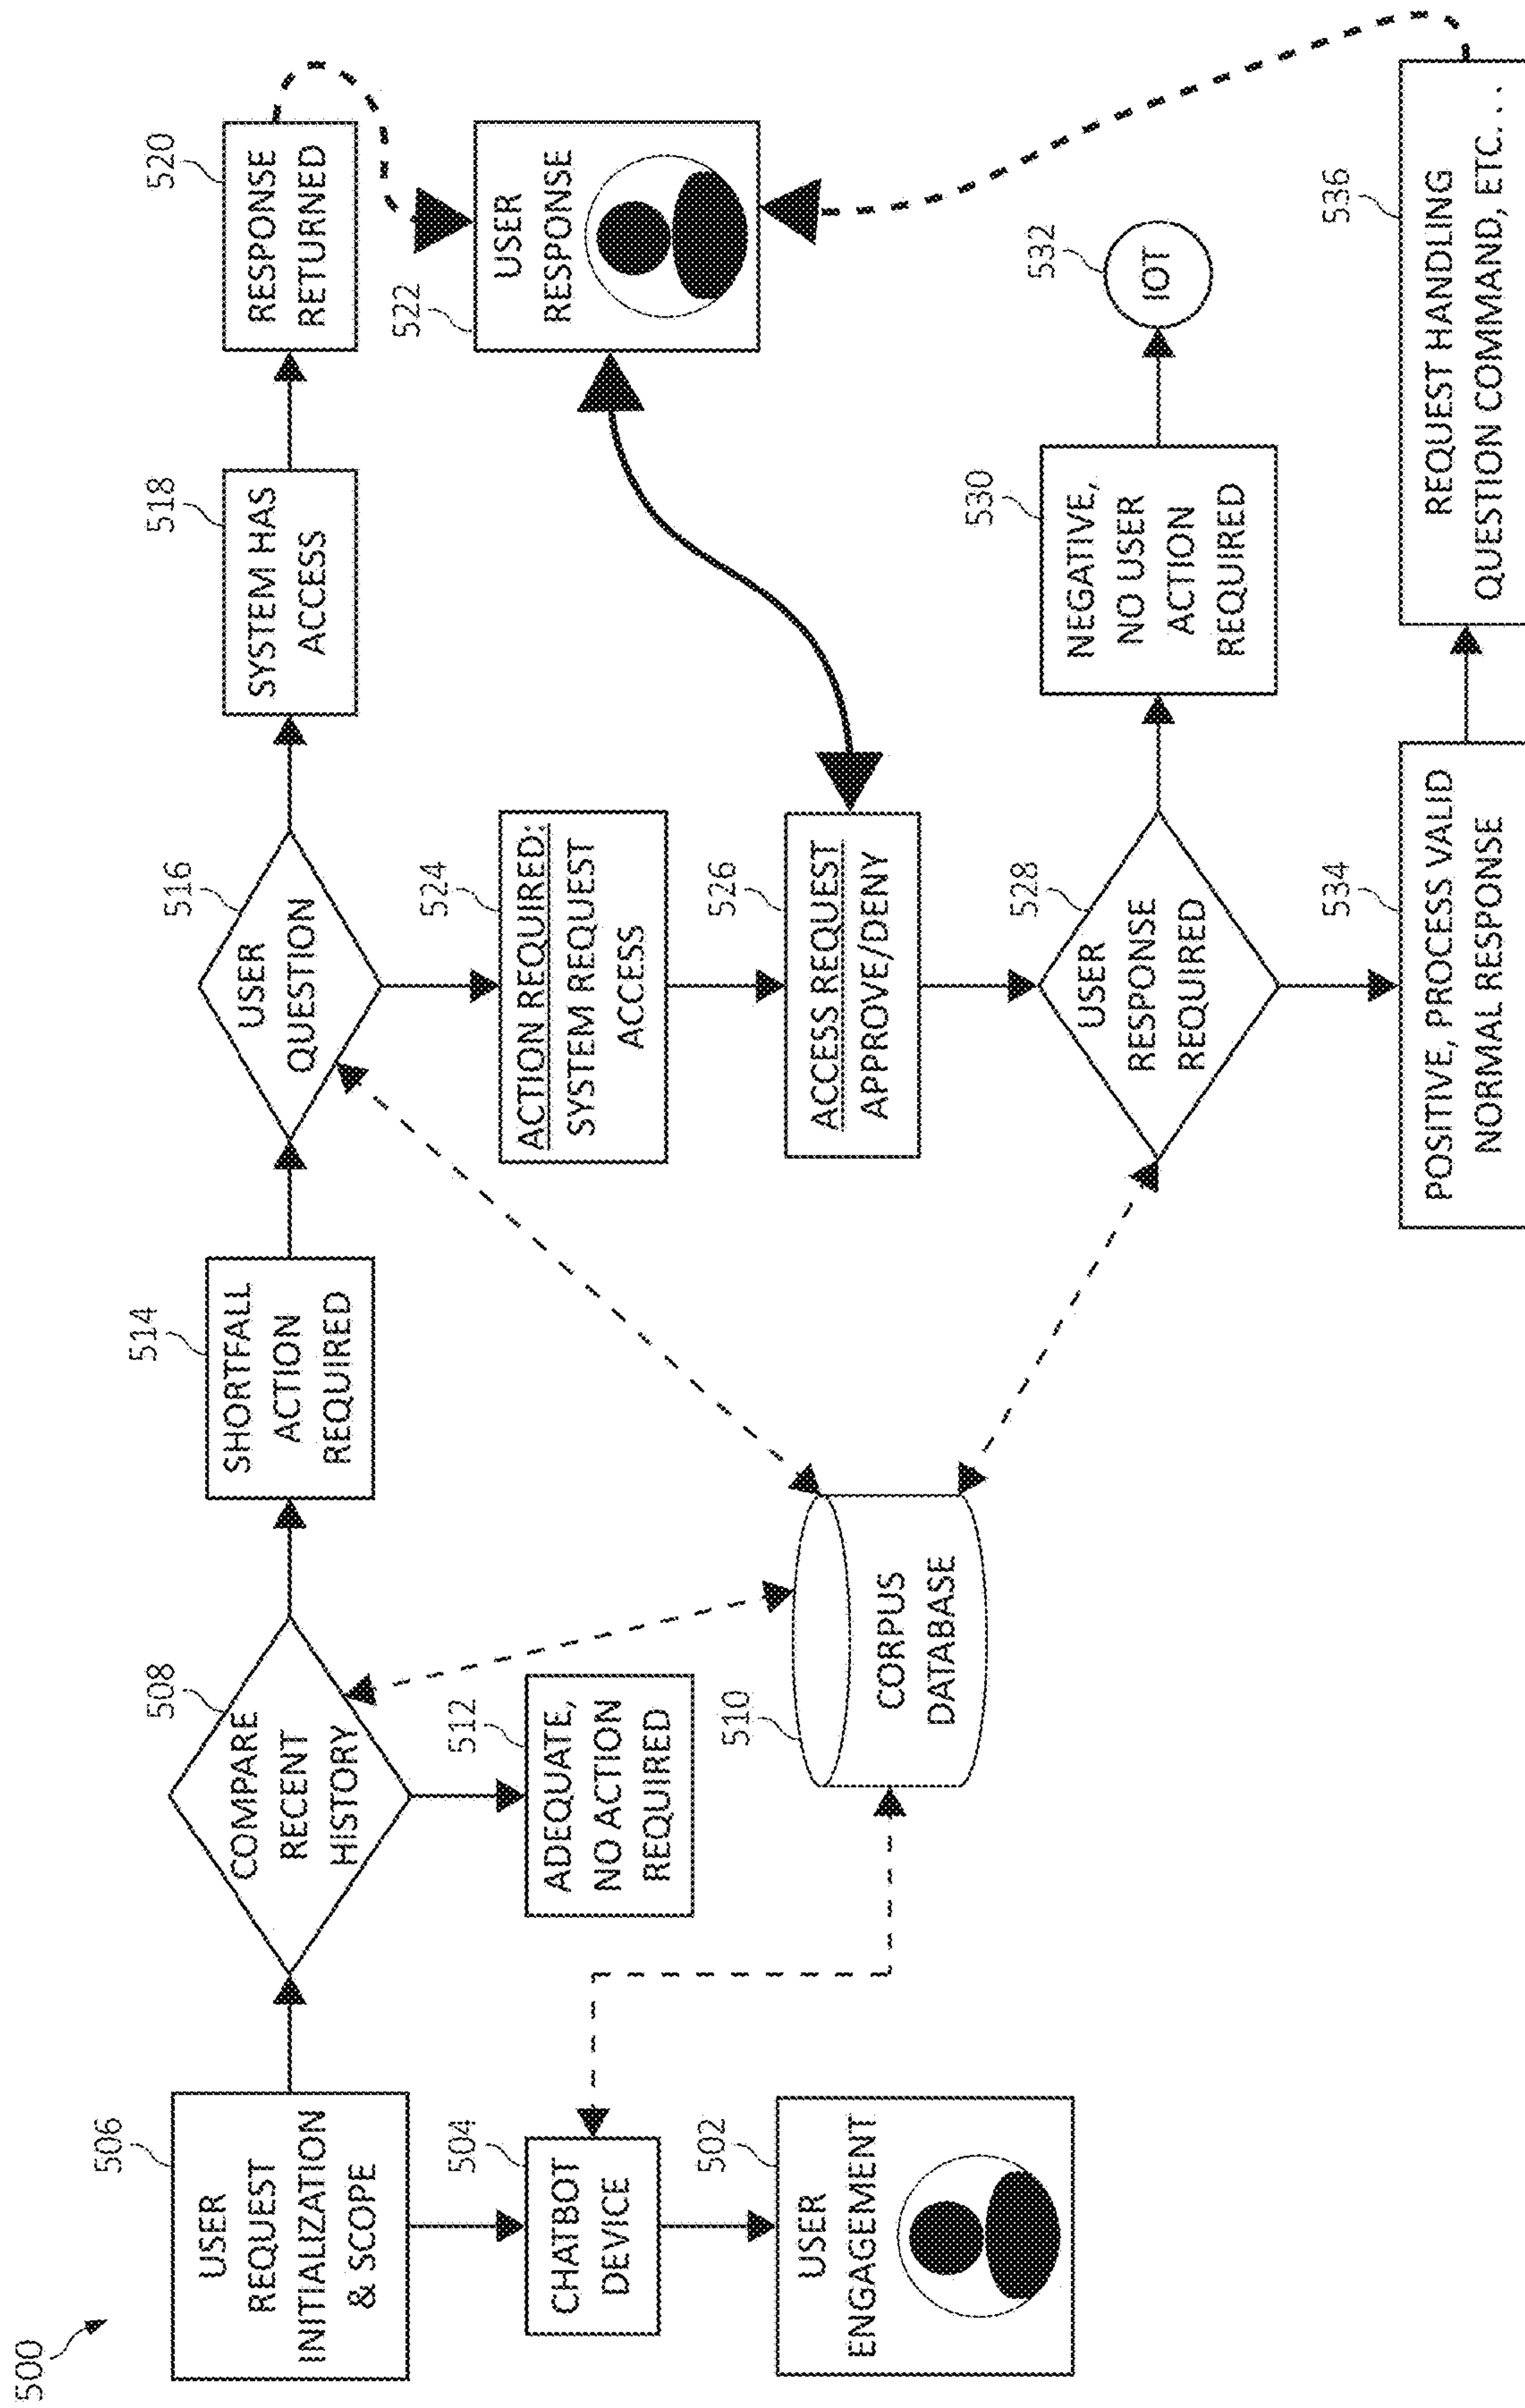 500
506
USER
REQUEST
INITIALIZATION
& SCOPE
504
CHATBOT
DEVICE
502
USER
ENGAGEMENT
508
COMPARE
RECENT
HISTORY
512
ADEQUATE,
NO ACTION
REQUIRED
510
CORPUS
DATABASE
514
SHORTFALL
ACTION
REQUIRED
516
USER
QUESTION
518
SYSTEM HAS
ACCESS
520
RESPONSE
RETURNED
522
USER
RESPONSE
524
ACTION REQUIRED:
SYSTEM REQUEST
ACCESS
526
ACCESS REQUEST
APPROVE/DENY
528
USER
RESPONSE
REQUIRED
530
NEGATIVE,
NO USER
ACTION
REQUIRED
532
IOT
534
POSITIVE, PROCESS VALID
NORMAL RESPONSE
536
REQUEST HANDLING
QUESTION COMMAND, ETC...